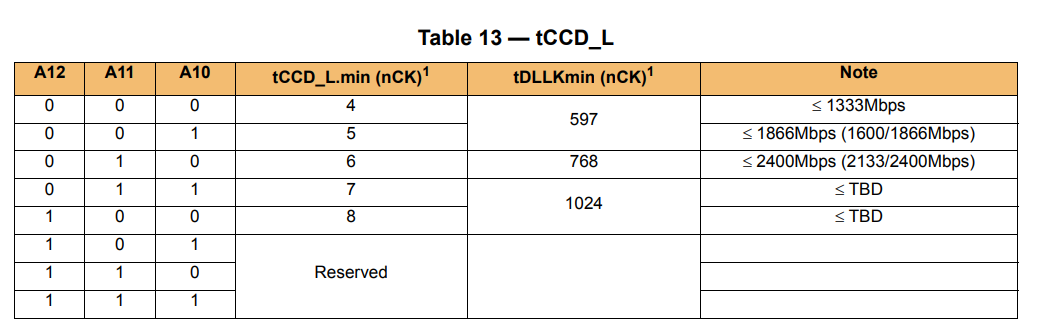 Table 13 — tCCD_L
A12 A11 A10 tCCD_L.min (nCK)1 tDLLKmin (nCK)1 Note
0 0 0 4 597 ≤ 1333Mbps
0 0 1 5 ≤ 1866Mbps (1600/1866Mbps)
0 1 0 6 768 ≤ 2400Mbps (2133/2400Mbps)
0 1 1 7 1024 ≤ TBD
1 0 0 8 ≤ TBD
1 0 1
1 1 0 Reserved
1 1 1